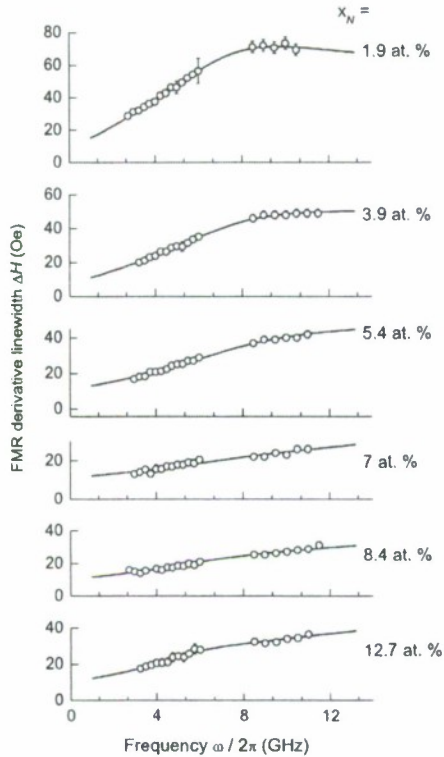 x_N =
80
60
40
20
0
1.9 at. %
60
40
20
0
3.9 at. %
40
20
0
5.4 at. %
20
0
7 at. %
40
20
0
8.4 at. %
40
20
0
12.7 at. %
0 4 8 12
Frequency ω / 2π (GHz)
FMR derivative linewidth ΔH (Oe)